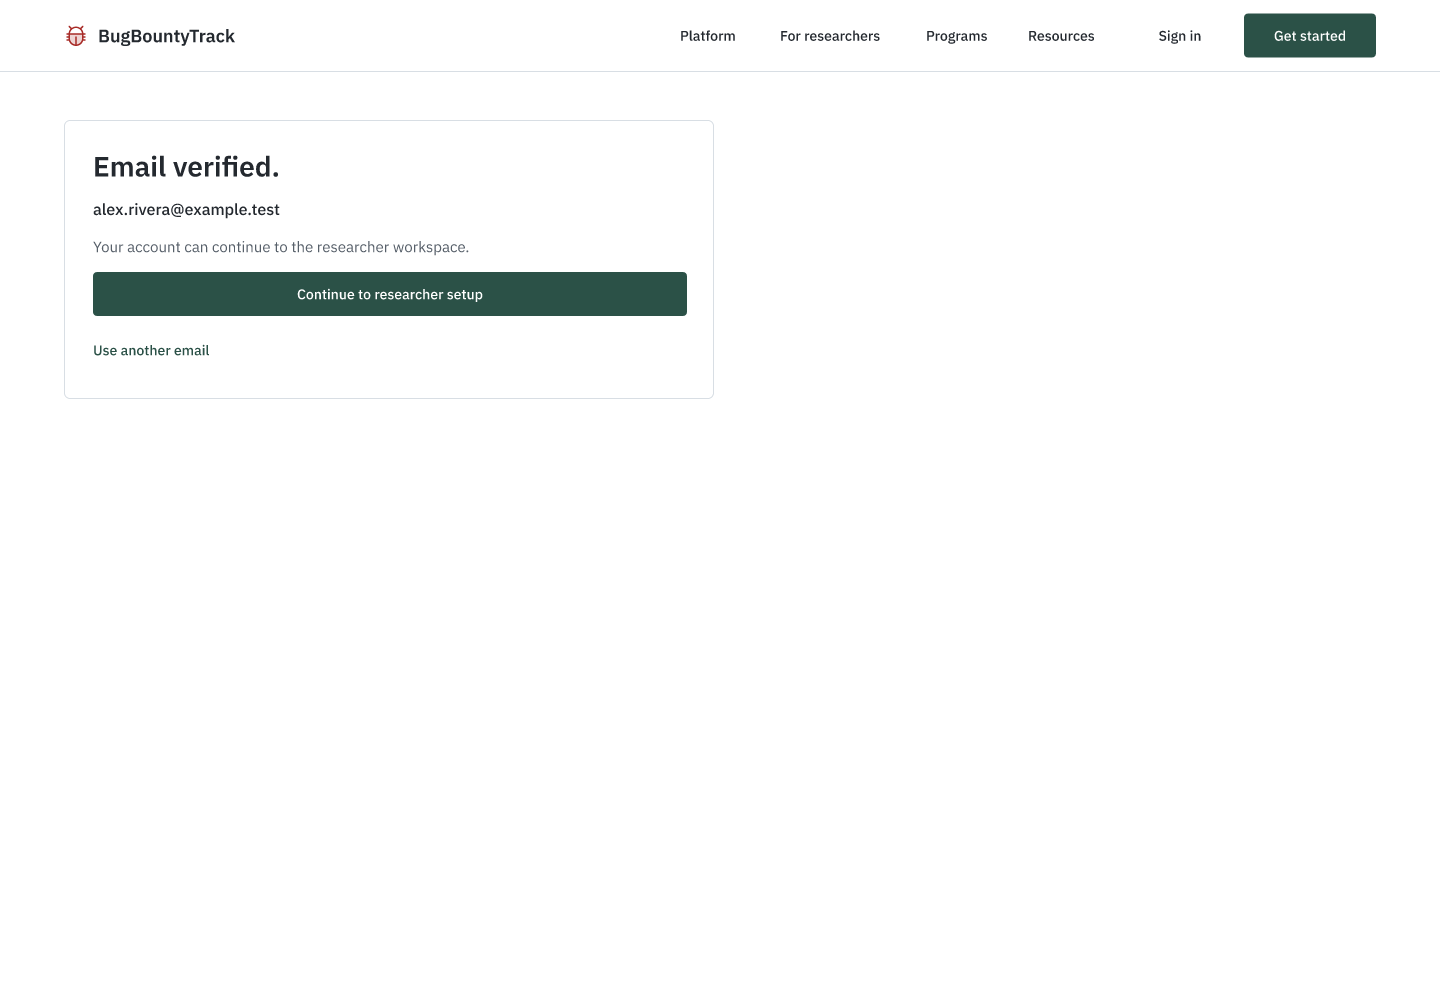 BugBountyTrack
Platform
For researchers
Programs
Resources
Sign in
Get started
Email verified.
alex.rivera@example.test
Your account can continue to the researcher workspace.
Continue to researcher setup
Use another email